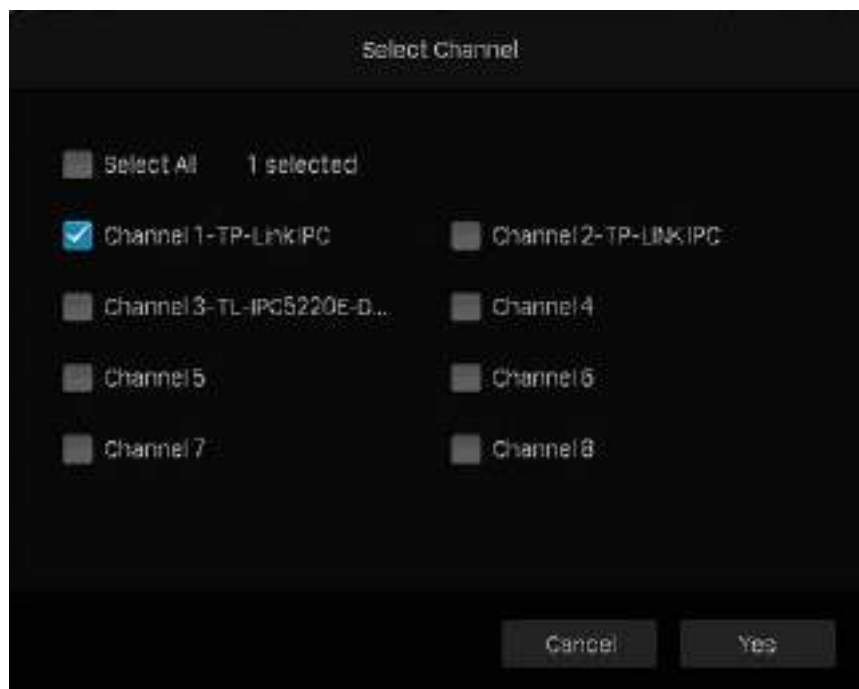 Select Channel
Select All 1 selected
Channel 1-TP-Link IPC Channel 2-TP-LINK IPC
Channel 3-TL-IPC5220E-D... Channel 4
Channel 5 Channel 6
Channel 7 Channel 8
Cancel Yes